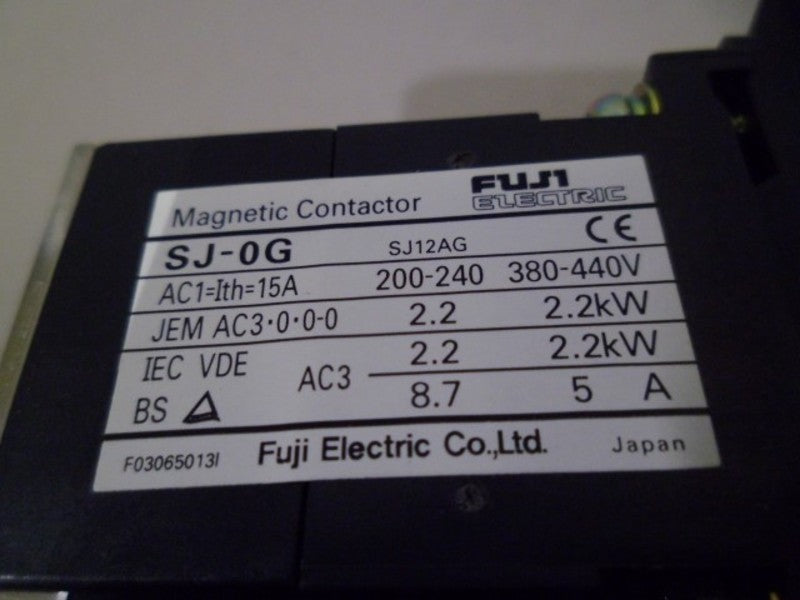 Magnetic Contactor FUJI
ELECTRIC
SJ-0G SJ12AG CE
AC1=Ith=15A 200-240 380-440V
JEM AC3·0·0-0 2.2 2.2kW
IEC VDE 2.2 2.2kW
BS AC3 8.7 5 A
F03065013I Fuji Electric Co.,Ltd. Japan